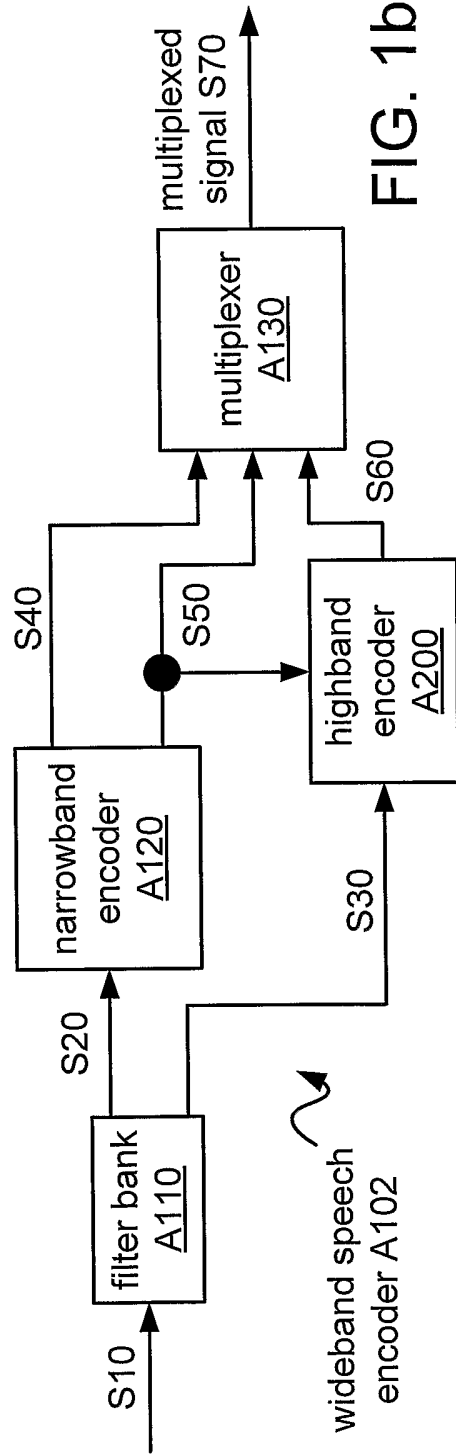 S10
filter bank
A110
S20
S30
narrowband
encoder
A120
S40
S50
highband
encoder
A200
S60
multiplexer
A130
multiplexed
signal S70
wideband speech
encoder A102
FIG. 1b